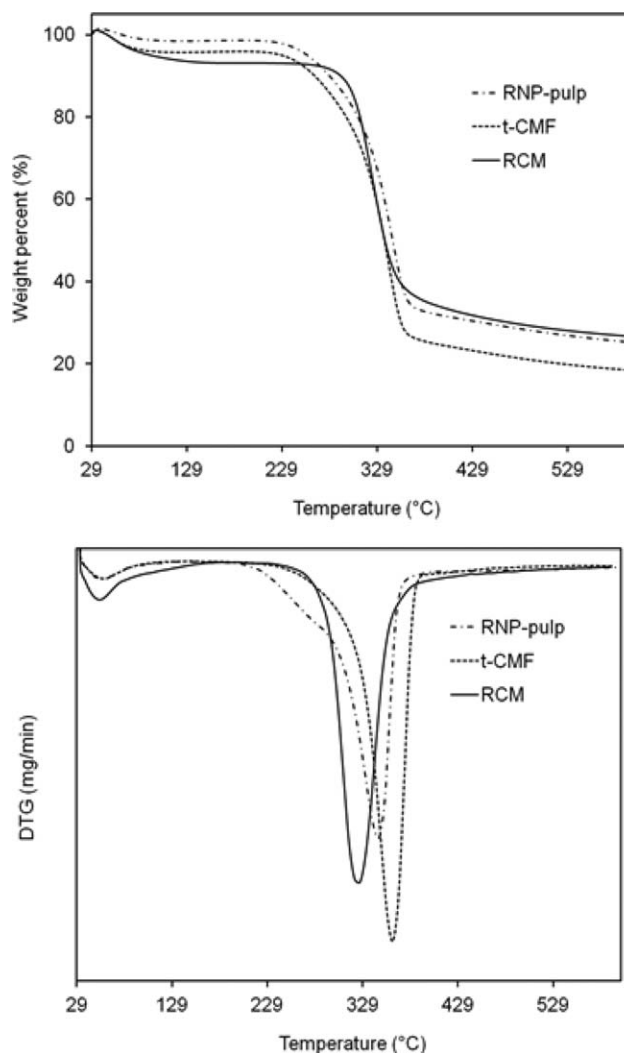 100
80
60
40
20
0
Weight percent (%)
RNP-pulp
t-CMF
RCM
29 129 229 329 429 529
Temperature (°C)
DTG (mg/min)
RNP-pulp
t-CMF
RCM
29 129 229 329 429 529
Temperature (°C)